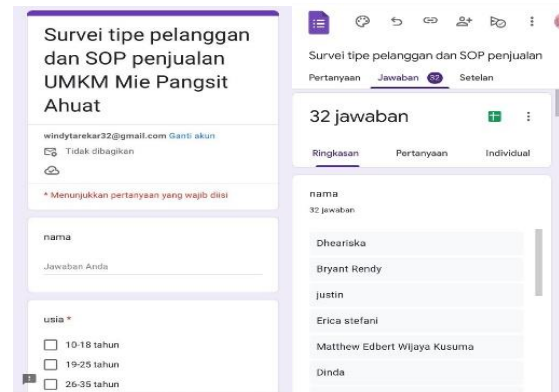 Survei tipe pelanggan
dan SOP penjualan
UMKM Mie Pangsit
Ahuat
windytarekar32@gmail.com Ganti akun
Tidak dibagikan
* Menunjukkan pertanyaan yang wajib diisi
nama
Jawaban Anda
usia *
10-18 tahun
19-25 tahun
26-35 tahun
Survei tipe pelanggan dan SOP penjualan
Pertanyaan Jawaban 32 Setelan
32 jawaban
Ringkasan Pertanyaan Individual
nama
32 jawaban
Dheariska
Bryant Rendy
justin
Erica stefani
Matthew Edbert Wijaya Kusuma
Dinda